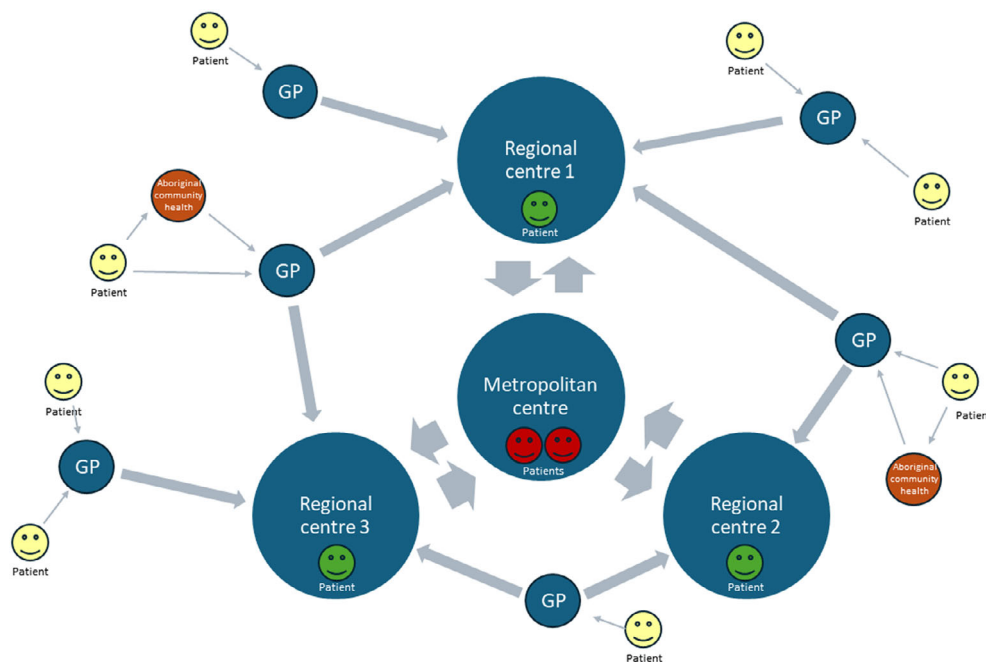 Patient
GP
Patient
GP
Patient
Regional
centre 1
Patient
Aboriginal
community
health
Patient
GP
GP
Patient
Aboriginal
community
health
Metropolitan
centre
Patients
Patient
GP
Patient
Regional
centre 3
Patient
Regional
centre 2
Patient
GP
Patient